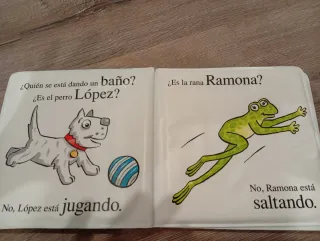 ¿Quién se está dando un baño?
¿Es el perro López?
No, López está jugando.
¿Es la rana Ramona?
No, Ramona está
saltando.